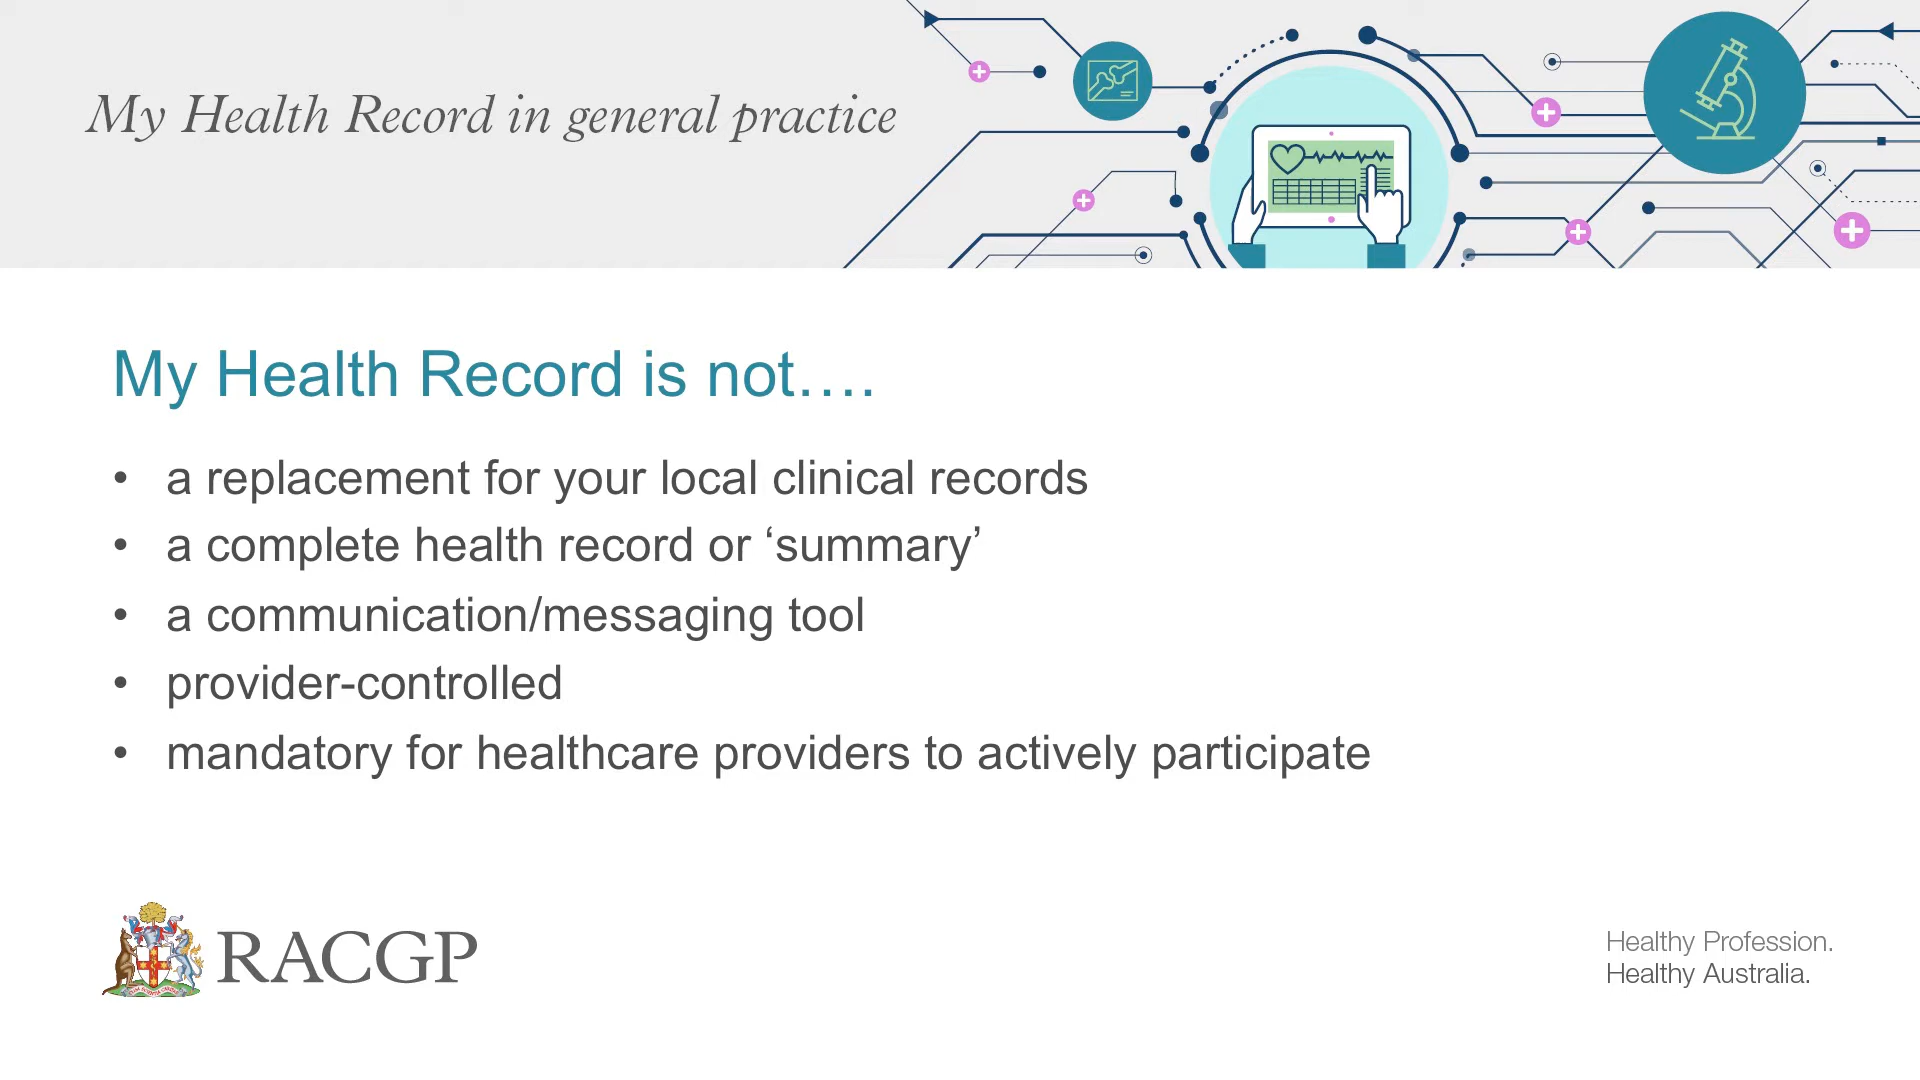 My Health Record in general practice
My Health Record is not….
• a replacement for your local clinical records
• a complete health record or ‘summary’
• a communication/messaging tool
• provider-controlled
• mandatory for healthcare providers to actively participate
RACGP
Healthy Profession.
Healthy Australia.